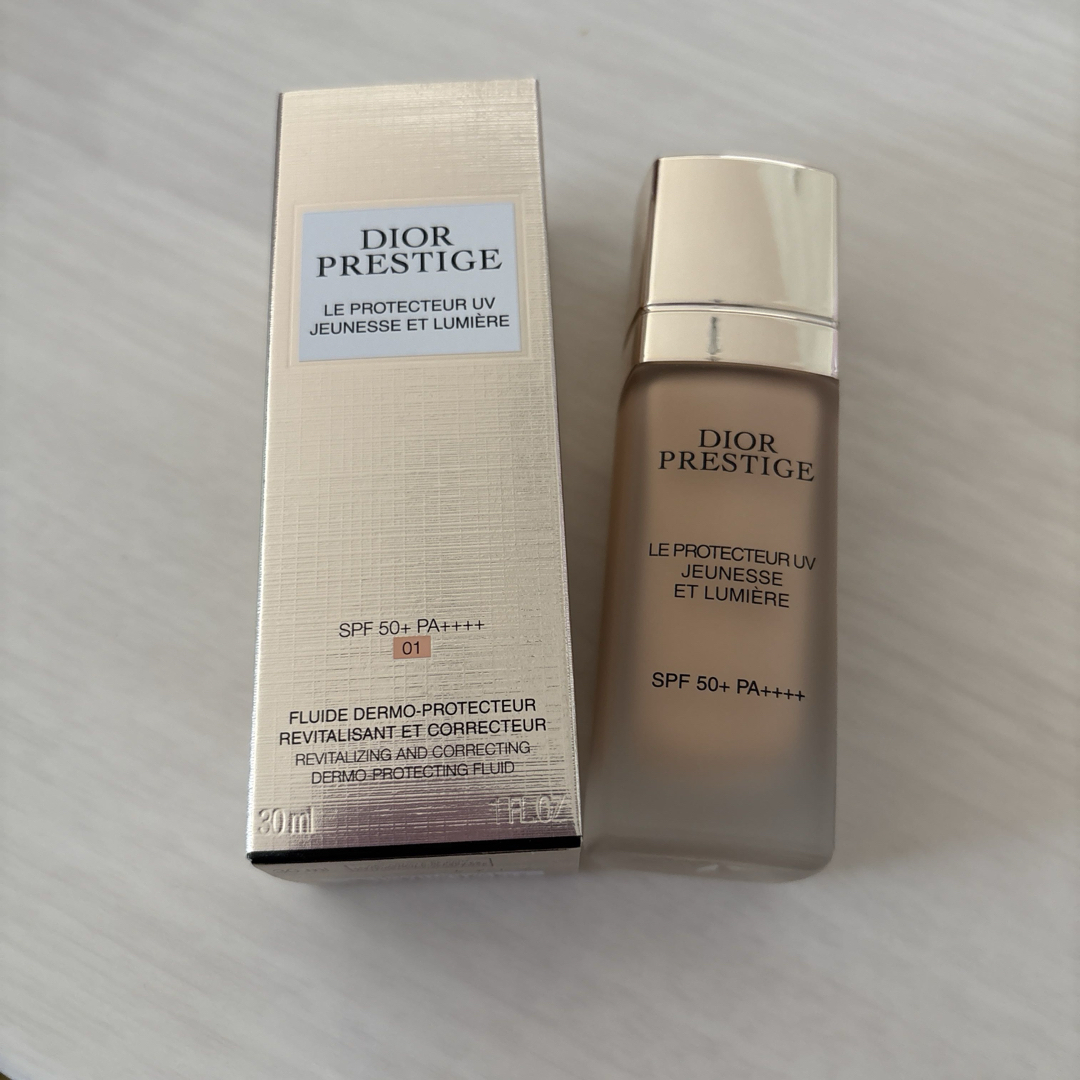 DIOR
PRESTIGE
LE PROTECTEUR UV
JEUNESSE ET LUMIÈRE
SPF 50+ PA++++
01
FLUIDE DERMO-PROTECTEUR
REVITALISANT ET CORRECTEUR
REVITALIZING AND CORRECTING
DERMO-PROTECTING FLUID
30 ml 1 FL.OZ
DIOR
PRESTIGE
LE PROTECTEUR UV
JEUNESSE
ET LUMIÈRE
SPF 50+ PA++++